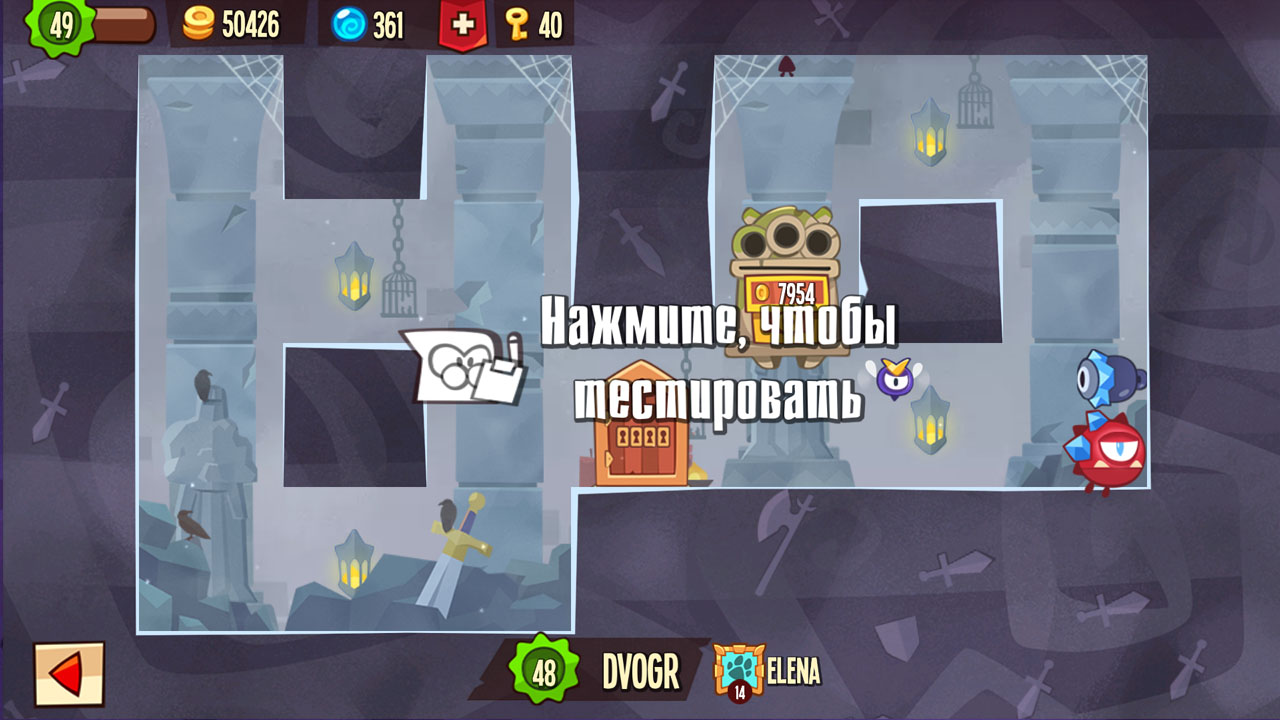 49 50426 361 40
7954
Нажмите, чтобы
тестировать
48 DVOGR ELENA
14